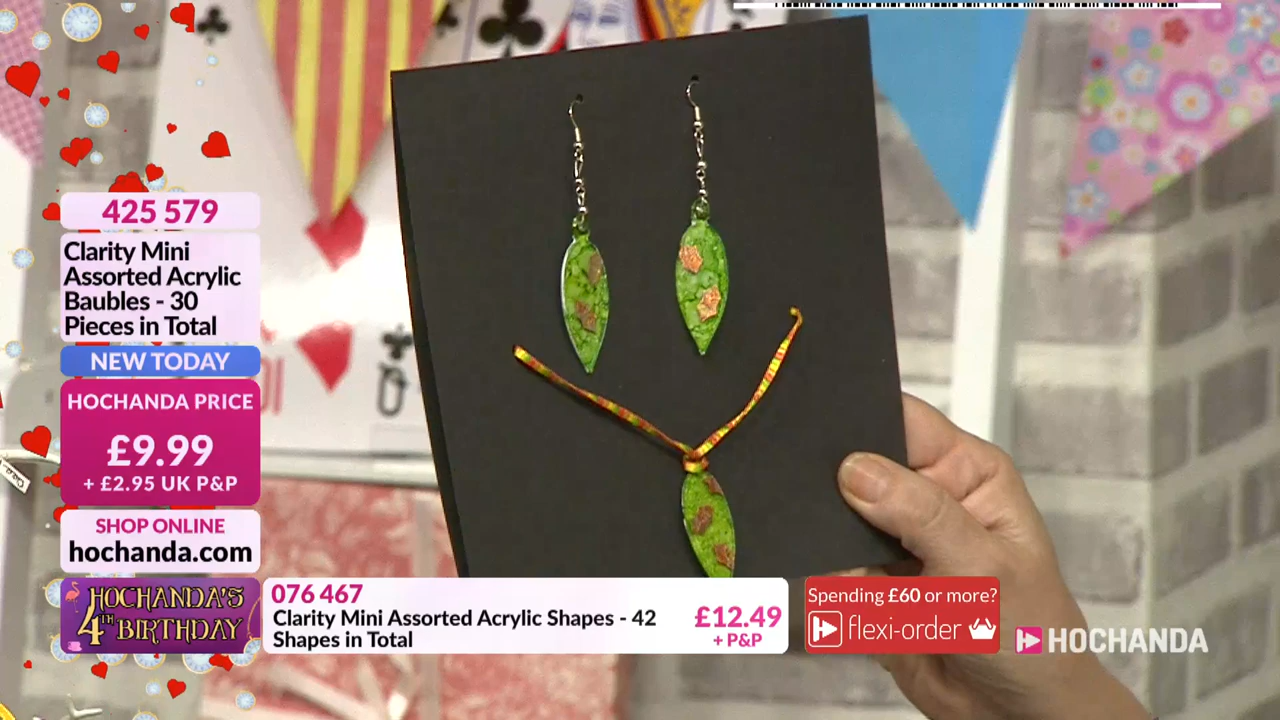 425 579
Clarity Mini
Assorted Acrylic
Baubles - 30
Pieces in Total
NEW TODAY
HOCHANDA PRICE
£9.99
+ £2.95 UK P&P
SHOP ONLINE
hochanda.com
HOCHANDA'S
4TH BIRTHDAY
076 467
Clarity Mini Assorted Acrylic Shapes - 42
Shapes in Total
£12.49
+ P&P
Spending £60 or more?
flexi-order
HOCHANDA